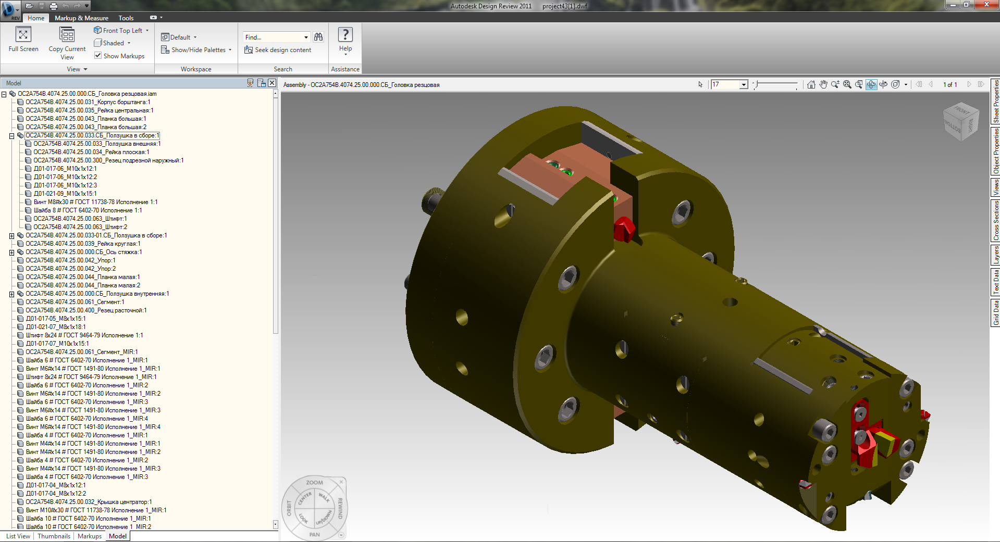 Autodesk Design Review 2011 project43[1].dwf
REV
Home Markup & Measure Tools
Full Screen
Copy Current View
Front Top Left
Shaded
Show Markups
View
Default
Show/Hide Palettes
Workspace
Find...
Seek design content
Search
Help
Assistance
Model
ОС2А754В.4074.25.00.000.СБ_Головка резцовая.iam
ОС2А754В.4074.25.00.031_Корпус борштанга:1
ОС2А754В.4074.25.00.035_Рейка центральная:1
ОС2А754В.4074.25.00.043_Планка большая:1
ОС2А754В.4074.25.00.043_Планка большая:2
ОС2А754В.4074.25.00.033.СБ_Ползушка в сборе:1
ОС2А754В.4074.25.00.033_Ползушка внешняя:1
ОС2А754В.4074.25.00.034_Рейка плоская:1
ОС2А754В.4074.25.00.300_Резец подрезной наружный:1
Д01-017-06_М10х1х12:1
Д01-017-06_М10х1х12:2
Д01-017-06_М10х1х12:3
Д01-021-09_М10х1х15:1
Винт М8#х30 # ГОСТ 11738-78 Исполнение 1:1
Шайба 8 # ГОСТ 6402-70 Исполнение 1:1
ОС2А754В.4074.25.00.063_Штифт:1
ОС2А754В.4074.25.00.063_Штифт:2
ОС2А754В.4074.25.00.033-01.СБ_Ползушка в сборе:1
ОС2А754В.4074.25.00.039_Рейка круглая:1
ОС2А754В.4074.25.00.000.СБ_Ось стяжка:1
ОС2А754В.4074.25.00.042_Упор:1
ОС2А754В.4074.25.00.042_Упор:2
ОС2А754В.4074.25.00.044_Планка малая:1
ОС2А754В.4074.25.00.044_Планка малая:2
ОС2А754В.4074.25.00.000.СБ_Ползушка внутренняя:1
ОС2А754В.4074.25.00.061_Сегмент:1
ОС2А754В.4074.25.00.400_Резец расточной:1
Д01-017-05_М8х1х15:1
Д01-021-07_М8х1х18:1
Штифт 8х24 # ГОСТ 9464-79 Исполнение 1:1
Д01-017-07_М10х1х15:1
ОС2А754В.4074.25.00.061_Сегмент_MIR:1
Шайба 6 # ГОСТ 6402-70 Исполнение 1_MIR:1
Винт М6#х14 # ГОСТ 1491-80 Исполнение 1_MIR:1
Штифт 8х24 # ГОСТ 9464-79 Исполнение 1_MIR:1
Шайба 6 # ГОСТ 6402-70 Исполнение 1_MIR:2
Винт М6#х14 # ГОСТ 1491-80 Исполнение 1_MIR:2
Шайба 6 # ГОСТ 6402-70 Исполнение 1_MIR:3
Винт М6#х14 # ГОСТ 1491-80 Исполнение 1_MIR:3
Шайба 6 # ГОСТ 6402-70 Исполнение 1_MIR:4
Винт М6#х14 # ГОСТ 1491-80 Исполнение 1_MIR:4
Шайба 4 # ГОСТ 6402-70 Исполнение 1_MIR:1
Винт М4#х14 # ГОСТ 1491-80 Исполнение 1_MIR:1
Винт М4#х14 # ГОСТ 1491-80 Исполнение 1_MIR:2
Шайба 4 # ГОСТ 6402-70 Исполнение 1_MIR:2
Винт М4#х14 # ГОСТ 1491-80 Исполнение 1_MIR:3
Шайба 4 # ГОСТ 6402-70 Исполнение 1_MIR:3
Д01-017-04_М8х1х12:1
Д01-017-04_М8х1х12:2
ОС2А754В.4074.25.00.032_Крышка центратор:1
Винт М10#х30 # ГОСТ 11738-78 Исполнение 1_MIR:1
Шайба 10 # ГОСТ 6402-70 Исполнение 1_MIR:1
Шайба 10 # ГОСТ 6402-70 Исполнение 1_MIR:2
List View Thumbnails Markups Model
Assembly - ОС2А754В.4074.25.00.000.СБ_Головка резцовая
17
1 of 1
FRONT
BOTTOM
RIGHT
ZOOM
CENTER
WALK
ORBIT
REWIND
LOOK
UP/DOWN
PAN
Sheet Properties
Object Properties
Views
Cross Sections
Layers
Text Data
Grid Data